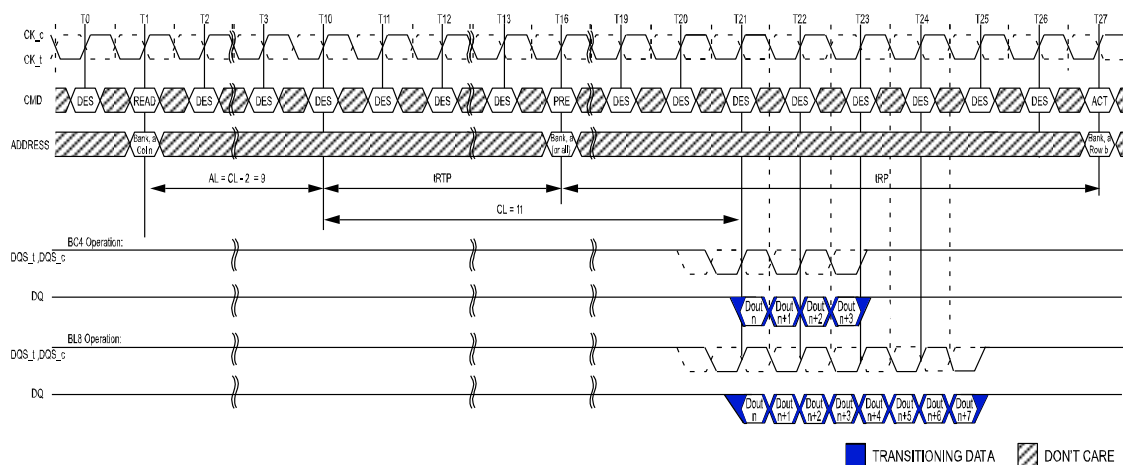 T0 T1 T2 T3 T10 T11 T12 T13 T16 T19 T20 T21 T22 T23 T24 T25 T26 T27
CK_c
CK_t
CMD DES READ DES DES DES DES DES DES PRE DES DES DES DES DES DES DES DES ACT
ADDRESS Bank, a Col n Bank, a (or all) Bank, a Row b
AL = CL - 2 = 9 tRTP tRP
CL = 11
BC4 Operation:
DQS_t ,DQS_c
DQ Dout n Dout n+1 Dout n+2 Dout n+3
BL8 Operation:
DQS_t ,DQS_c
DQ Dout n Dout n+1 Dout n+2 Dout n+3 Dout n+4 Dout n+5 Dout n+6 Dout n+7
TRANSITIONING DATA DON'T CARE